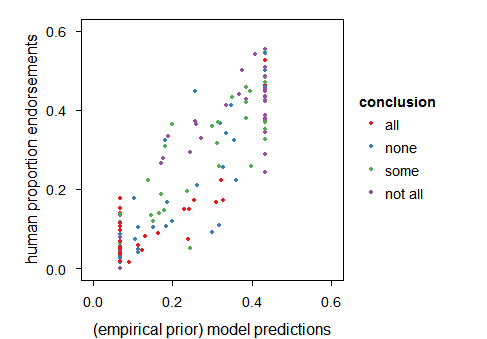 0.6
0.4
0.2
0.0
human proportion endorsements
0.0 0.2 0.4 0.6
(empirical prior) model predictions
conclusion
all
none
some
not all